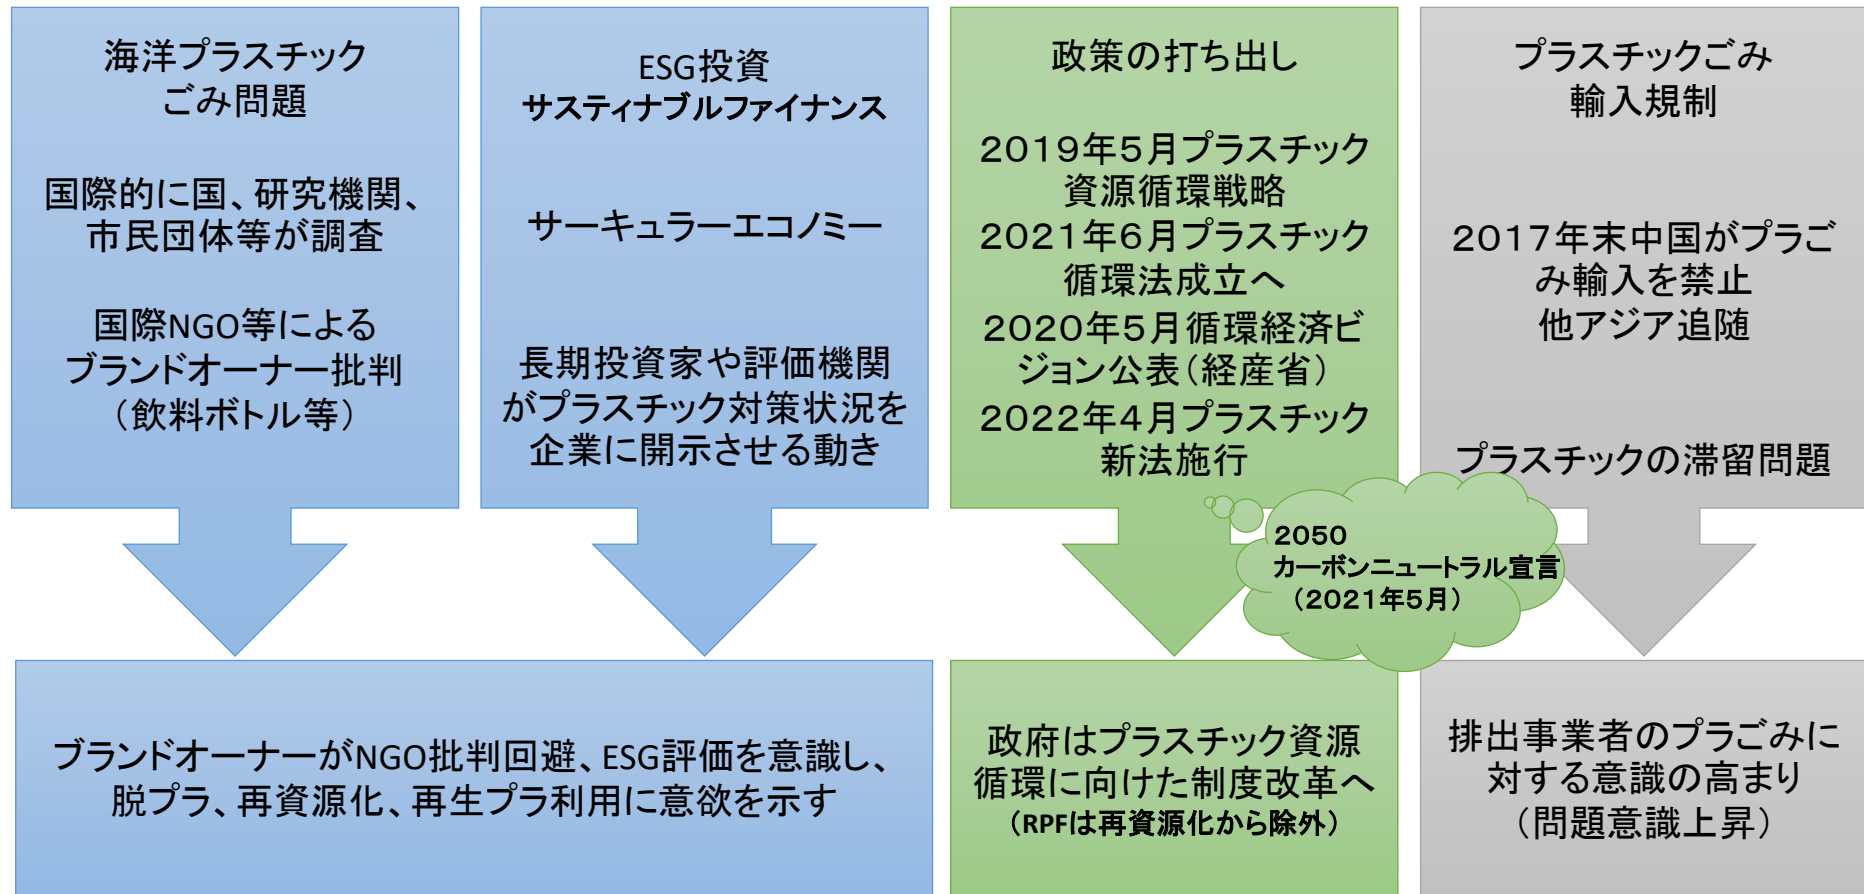 海洋プラスチック
ごみ問題
国際的に国、研究機関、
市民団体等が調査
国際NGO等による
ブランドオーナー批判
（飲料ボトル等）
ESG投資
サスティナブルファイナンス
サーキュラーエコノミー
長期投資家や評価機関
がプラスチック対策状況を
企業に開示させる動き
政策の打ち出し
２０１９年５月プラスチック
資源循環戦略
２０２１年６月プラスチック
循環法成立へ
２０２０年５月循環経済ビ
ジョン公表（経産省）
２０２２年４月プラスチック
新法施行
プラスチックごみ
輸入規制
２０１７年末中国がプラご
み輸入を禁止
他アジア追随
プラスチックの滞留問題
２０５０
カーボンニュートラル宣言
（２０２１年５月）
ブランドオーナーがNGO批判回避、ESG評価を意識し、
脱プラ、再資源化、再生プラ利用に意欲を示す
政府はプラスチック資源
循環に向けた制度改革へ
（RPFは再資源化から除外）
排出事業者のプラごみに
対する意識の高まり
（問題意識上昇）